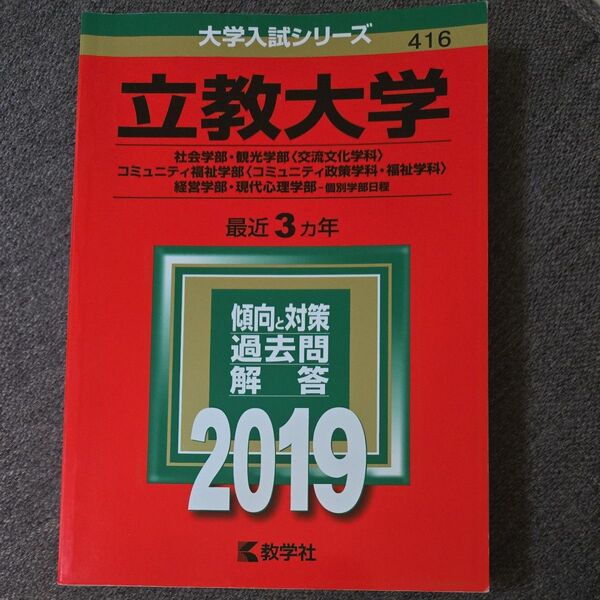 大学入試シリーズ
416
立教大学
社会学部・観光学部〈交流文化学科〉
コミュニティ福祉学部〈コミュニティ政策学科・福祉学科〉
経営学部・現代心理学部－個別学部日程
最近3カ年
傾向と対策
過去問
解答
2019
教学社